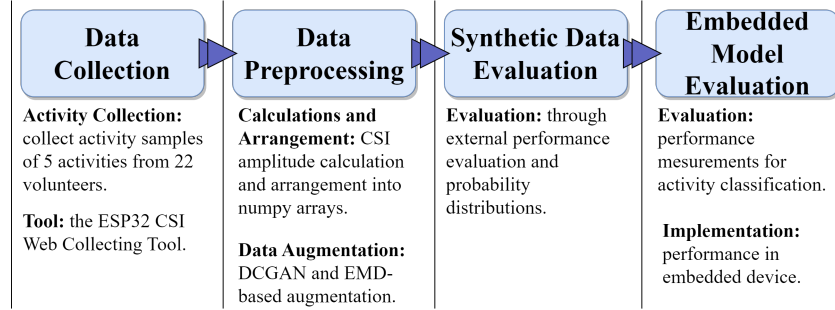 Data
Collection
Activity Collection:
collect activity samples
of 5 activities from 22
volunteers.
Tool: the ESP32 CSI
Web Collecting Tool.
Data
Preprocessing
Calculations and
Arrangement: CSI
amplitude calculation
and arrangement into
numpy arrays.
Data Augmentation:
DCGAN and EMD-
based augmentation.
Synthetic Data
Evaluation
Evaluation: through
external performance
evaluation and
probability
distributions.
Embedded
Model
Evaluation
Evaluation:
performance
mesurements for
activity classification.
Implementation:
performance in
embedded device.